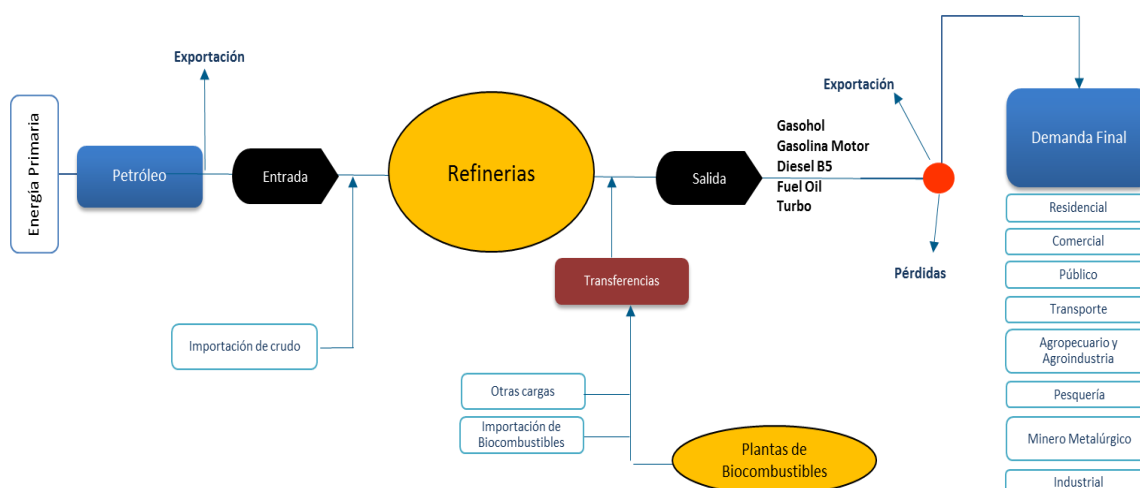 Energía Primaria
Petróleo
Exportación
Entrada
Importación de crudo
Refinerias
Transferencias
Otras cargas
Importación de
Biocombustibles
Plantas de
Biocombustibles
Salida
Gasohol
Gasolina Motor
Diesel B5
Fuel Oil
Turbo
Exportación
Pérdidas
Demanda Final
Residencial
Comercial
Público
Transporte
Agropecuario y
Agroindustria
Pesquería
Minero Metalúrgico
Industrial